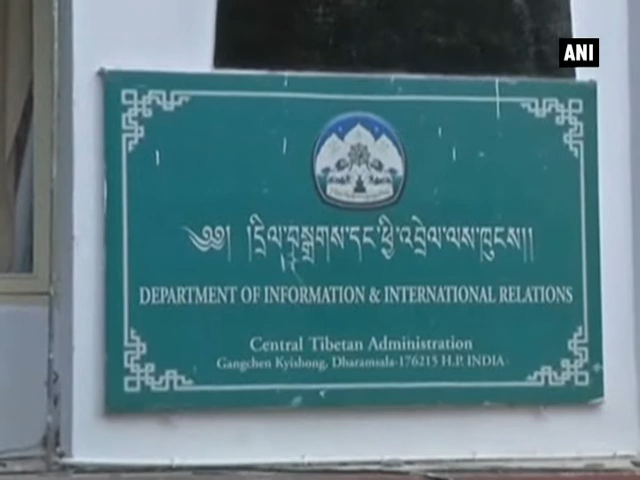 ANI
༄༅། །དྲིལ་བསྒྲགས་དང་ཕྱི་འབྲེལ་ལས་ཁུངས།།
DEPARTMENT OF INFORMATION & INTERNATIONAL RELATIONS
Central Tibetan Administration
Gangchen Kyishong, Dharamsala-176215 H.P. INDIA